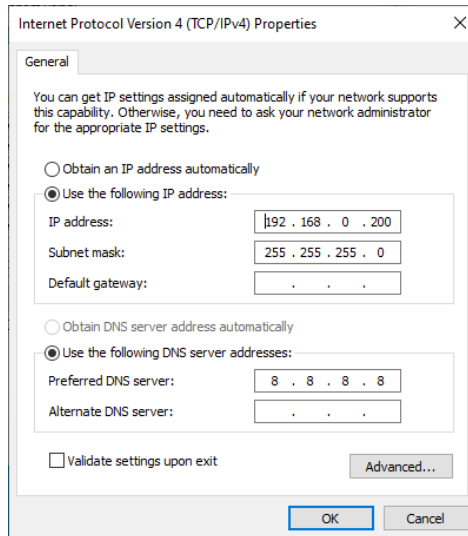 Internet Protocol Version 4 (TCP/IPv4) Properties
General
You can get IP settings assigned automatically if your network supports
this capability. Otherwise, you need to ask your network administrator
for the appropriate IP settings.
Obtain an IP address automatically
Use the following IP address:
IP address: 192 . 168 . 0 . 200
Subnet mask: 255 . 255 . 255 . 0
Default gateway: . . .
Obtain DNS server address automatically
Use the following DNS server addresses:
Preferred DNS server: 8 . 8 . 8 . 8
Alternate DNS server: . . .
Validate settings upon exit
Advanced...
OK Cancel